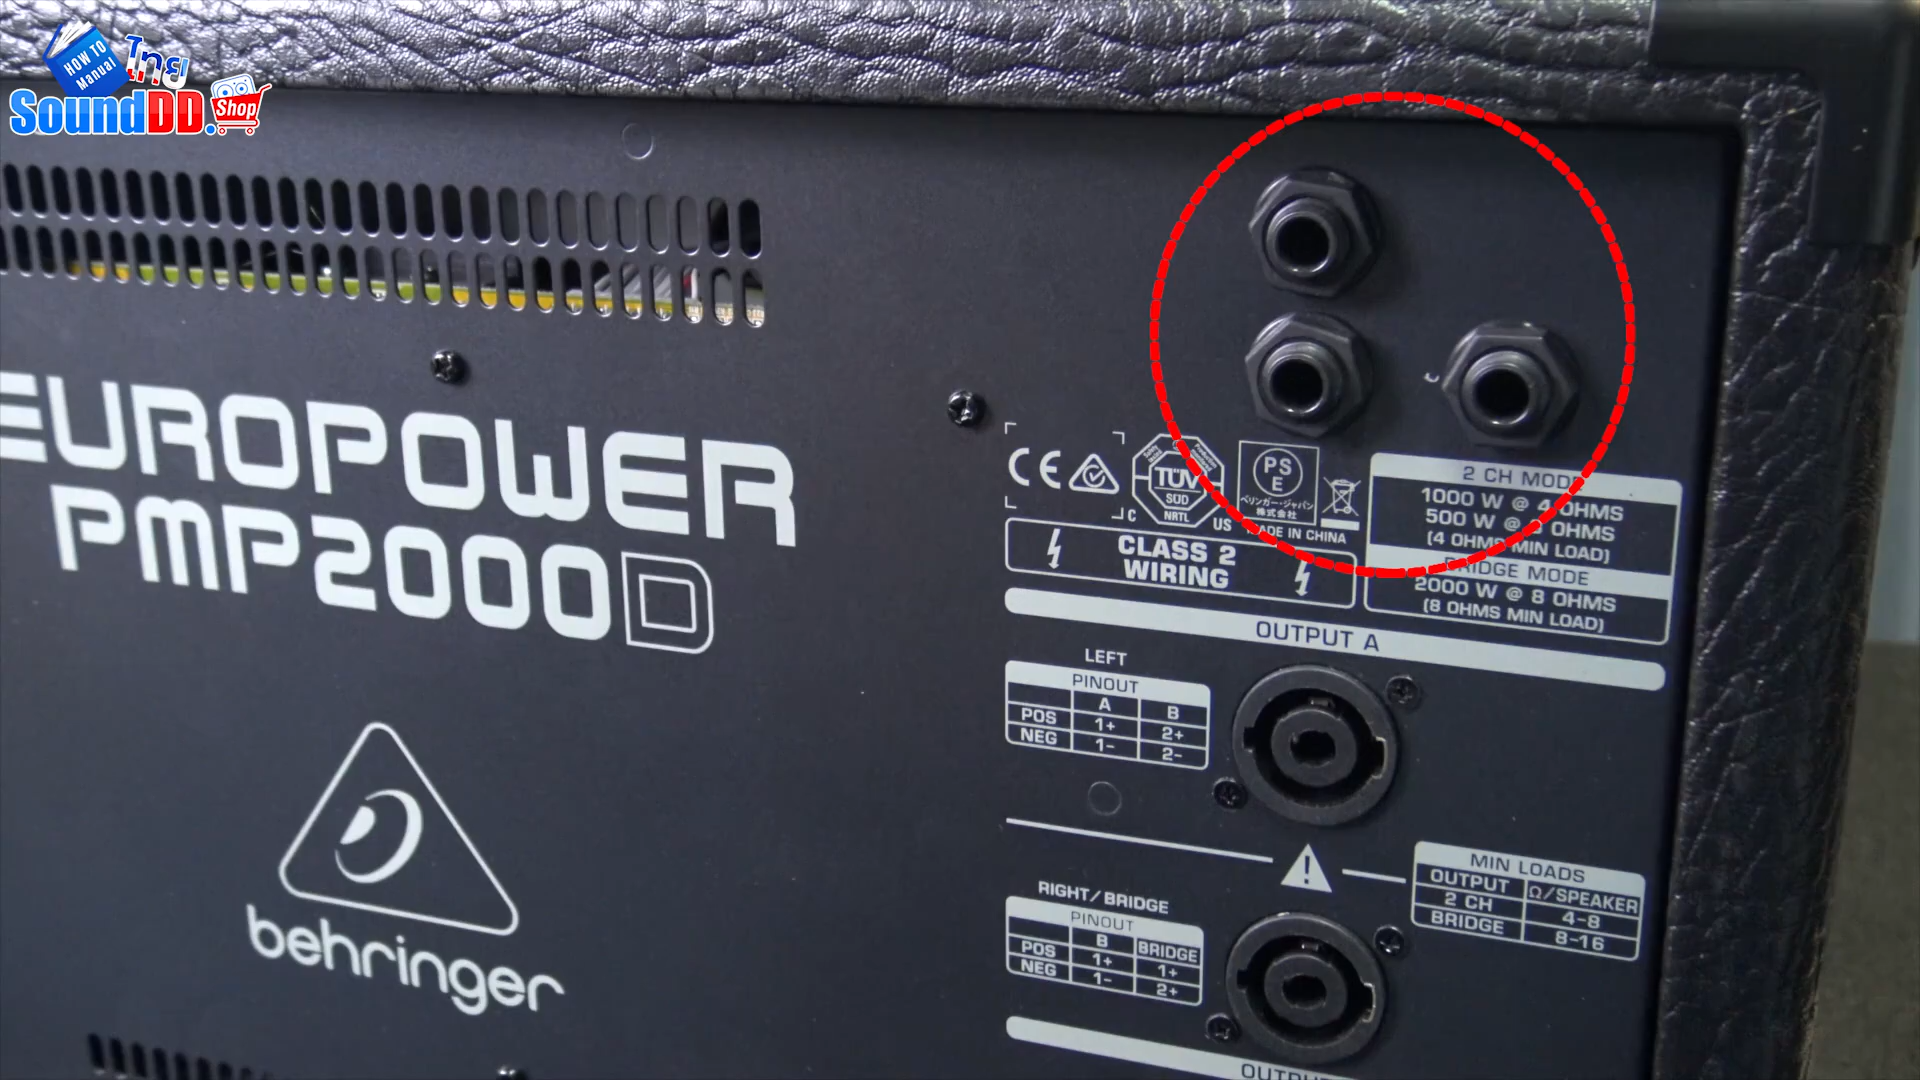 HOW TO
Manual
ไทย
SoundDD.
Shop
EUROPOWER
PMP2000D
behringer
CE
TÜV
SÜD
NRTL
C US
PS
E
ベリンガー・ジャパン
株式会社
MADE IN CHINA
CLASS 2
WIRING
2 CH MODE
1000 W @ 4 OHMS
500 W @ 8 OHMS
(4 OHMS MIN LOAD)
BRIDGE MODE
2000 W @ 8 OHMS
(8 OHMS MIN LOAD)
OUTPUT A
LEFT
PINOUT
A B
POS 1+ 2+
NEG 1- 2-
RIGHT/BRIDGE
PINOUT
B BRIDGE
POS 1+ 1+
NEG 1- 2+
MIN LOADS
OUTPUT Ω/SPEAKER
2 CH 4-8
BRIDGE 8-16